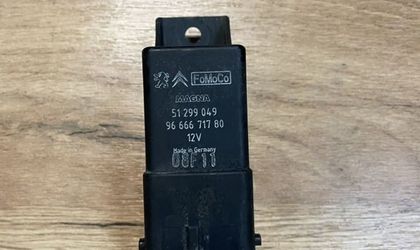 FoMoCo
MAGNA
51 299 049
96 666 717 80
12V
Made in Germany
08F11